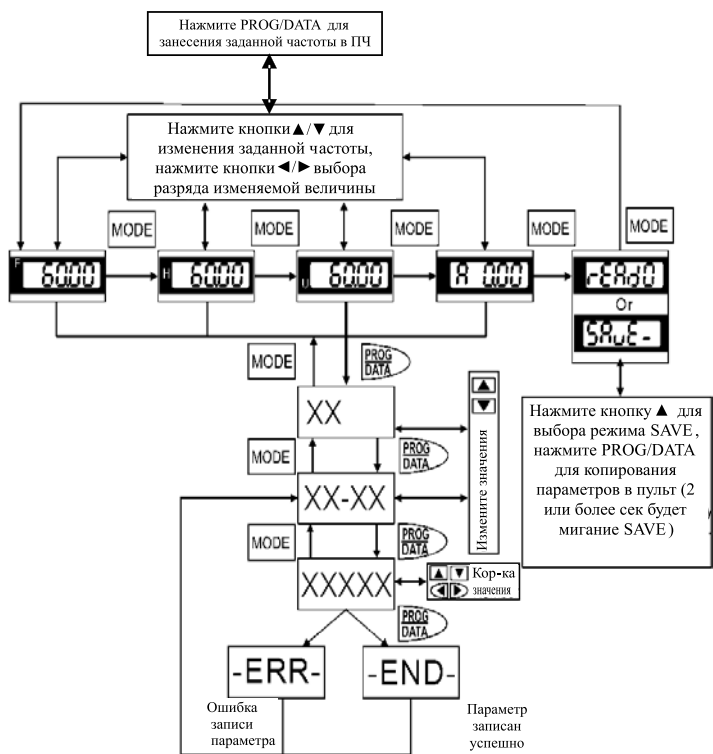 Нажмите PROG/DATA для
занесения заданной частоты в ПЧ
Нажмите кнопки▲/▼для
изменения заданной частоты,
нажмите кнопки◄/►выбора
разряда изменяемой величины
MODE
MODE
MODE
MODE
MODE
F 60.00
H 60.00
U 60.00
A 0.00
rEAd0
Or
SAvE-
MODE
PROG
DATA
XX
▲
▼
Измените значения
Нажмите кнопку▲ для
выбора режима SAVE,
нажмите PROG/DATA
для копирования
параметров в пульт (2
или более сек будет
мигание SAVE)
MODE
PROG
DATA
XX-XX
MODE
PROG
DATA
XXXXX
▲ ▼ Кор-ка
◄ ► значения
PROG
DATA
-ERR-
-END-
Ошибка
записи
параметра
Параметр
записан
успешно